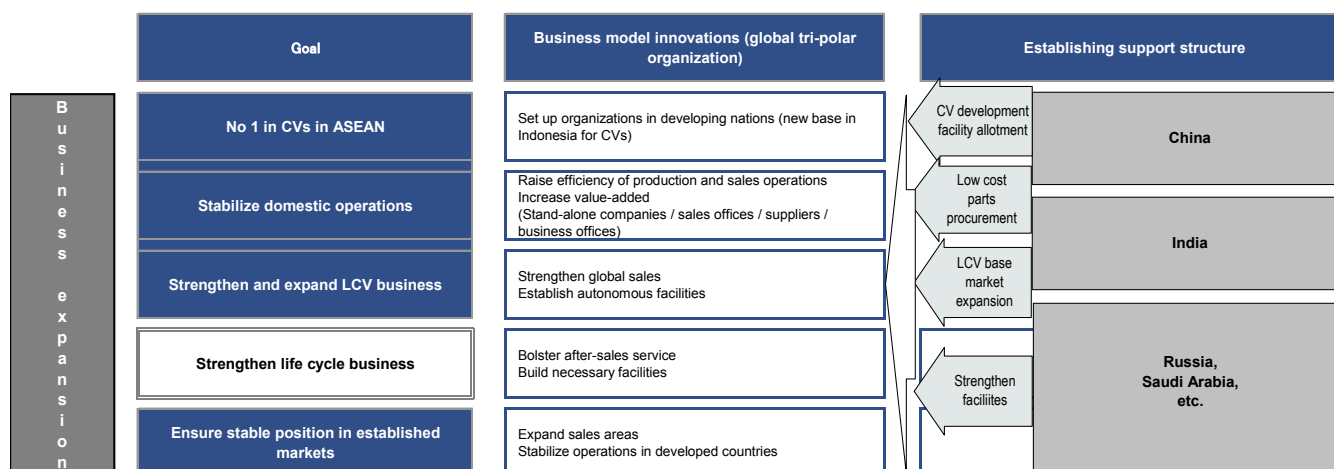 Goal
Business model innovations (global tri-polar
organization)
Establishing support structure
Business expansion
No 1 in CVs in ASEAN
Set up organizations in developing nations (new base in
Indonesia for CVs)
CV development
facility allotment
China
Stabilize domestic operations
Raise efficiency of production and sales operations
Increase value-added
(Stand-alone companies / sales offices / suppliers /
business offices)
Low cost
parts
procurement
India
Strengthen and expand LCV business
Strengthen global sales
Establish autonomous facilities
LCV base
market
expansion
Strengthen life cycle business
Bolster after-sales service
Build necessary facilities
Strengthen
faciliites
Russia,
Saudi Arabia,
etc.
Ensure stable position in established
markets
Expand sales areas
Stabilize operations in developed countries